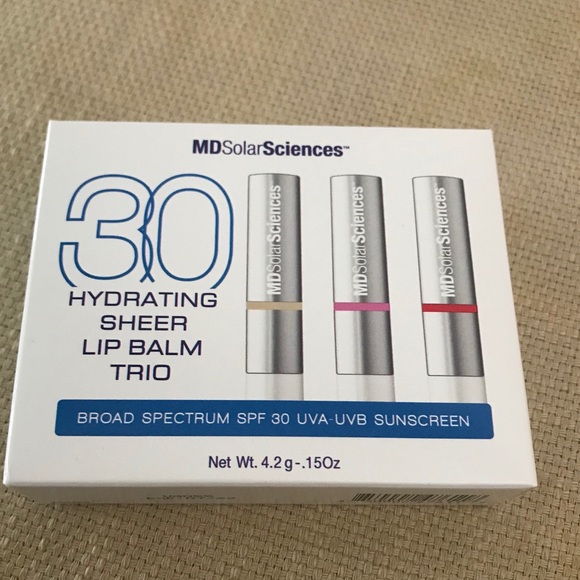 MDSolarSciences™
30
HYDRATING
SHEER
LIP BALM
TRIO
MDSolarSciences
MDSolarSciences
MDSolarSciences
BROAD SPECTRUM SPF 30 UVA-UVB SUNSCREEN
Net Wt. 4.2 g-.15Oz